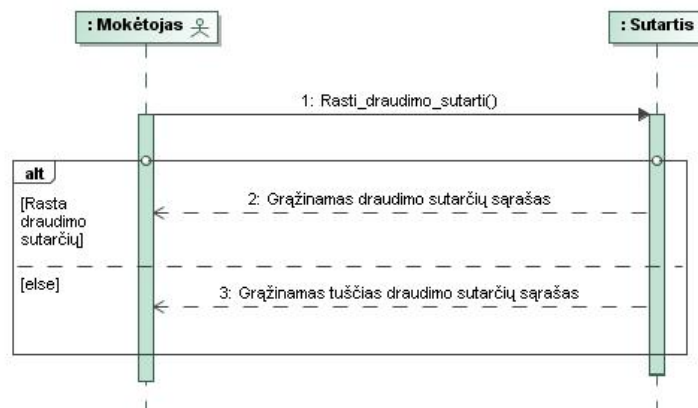 : Mokėtojas
: Sutartis
1: Rasti_draudimo_sutarti()
alt
[Rasta
draudimo
sutarčių]
2: Grąžinamas draudimo sutarčių sąrašas
[else]
3: Grąžinamas tuščias draudimo sutarčių sąrašas